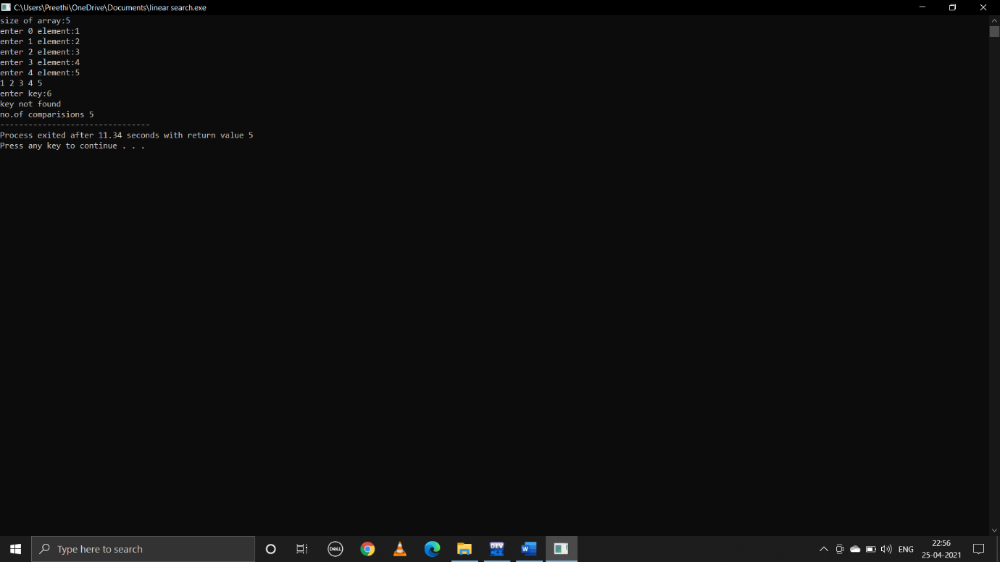 C:\Users\Preethi\OneDrive\Documents\linear search.exe
size of array:5
enter 0 element:1
enter 1 element:2
enter 2 element:3
enter 3 element:4
enter 4 element:5
1 2 3 4 5
enter key:6
key not found
no.of comparisions 5
--------------------------------
Process exited after 11.34 seconds with return value 5
Press any key to continue . . .
Type here to search
DELL
DEV
W
ENG
22:56
25-04-2021